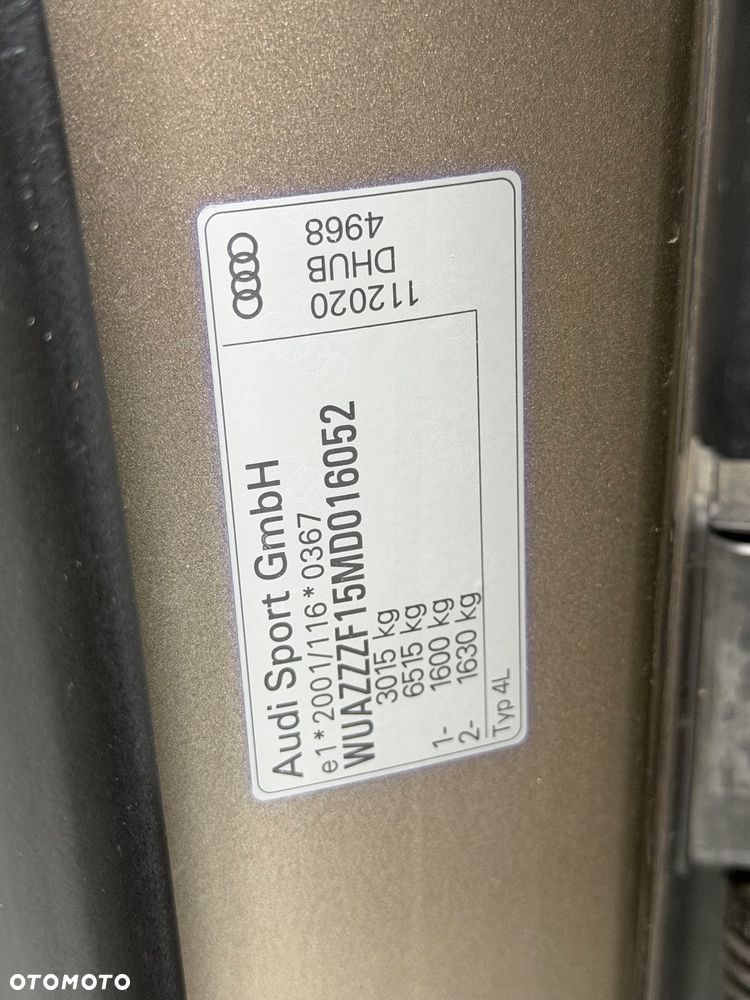 Audi Sport GmbH
e1*2001/116*0367
WUAZZZF15MD016052
3015 kg
6515 kg
1- 1600 kg
2- 1630 kg
Typ 4L
112020
DHUB
4968
OTOMOTO